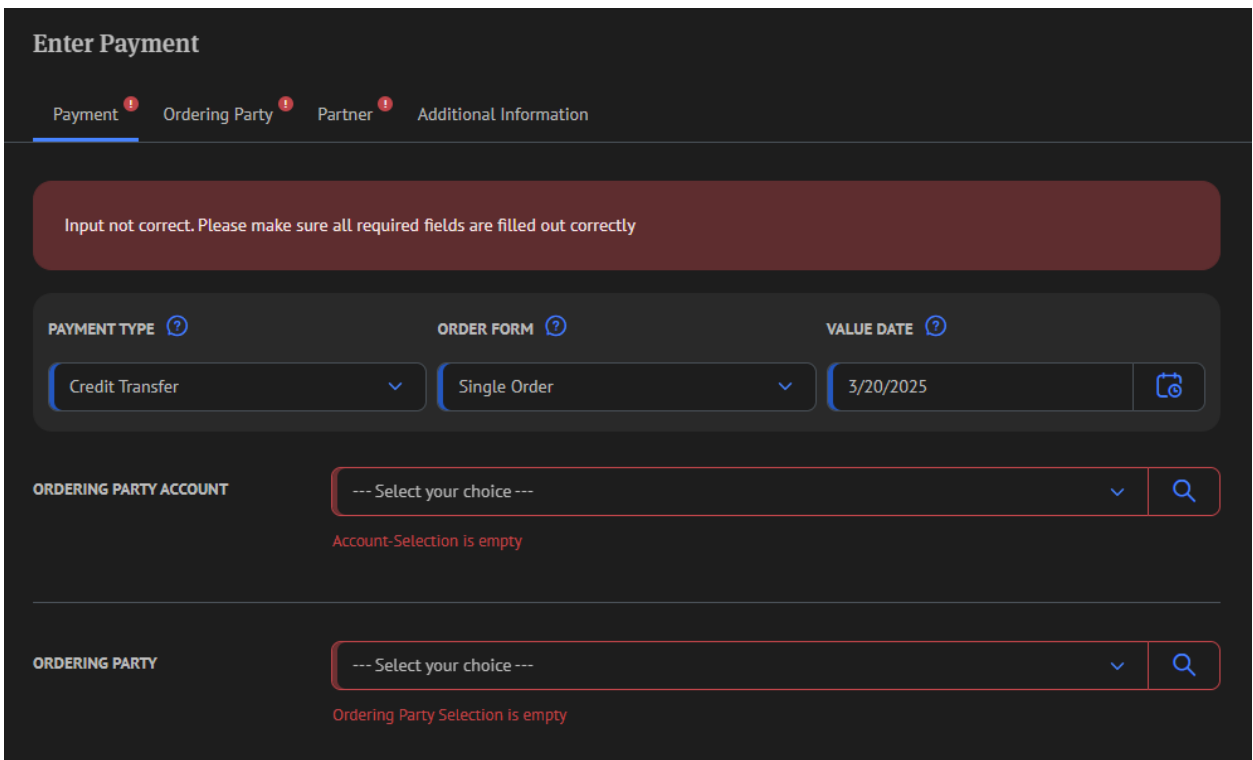 Enter Payment
Payment ! Ordering Party ! Partner ! Additional Information
Input not correct. Please make sure all required fields are filled out correctly
PAYMENT TYPE ? ORDER FORM ? VALUE DATE ?
Credit Transfer Single Order 3/20/2025
ORDERING PARTY ACCOUNT --- Select your choice ---
Account-Selection is empty
ORDERING PARTY --- Select your choice ---
Ordering Party Selection is empty